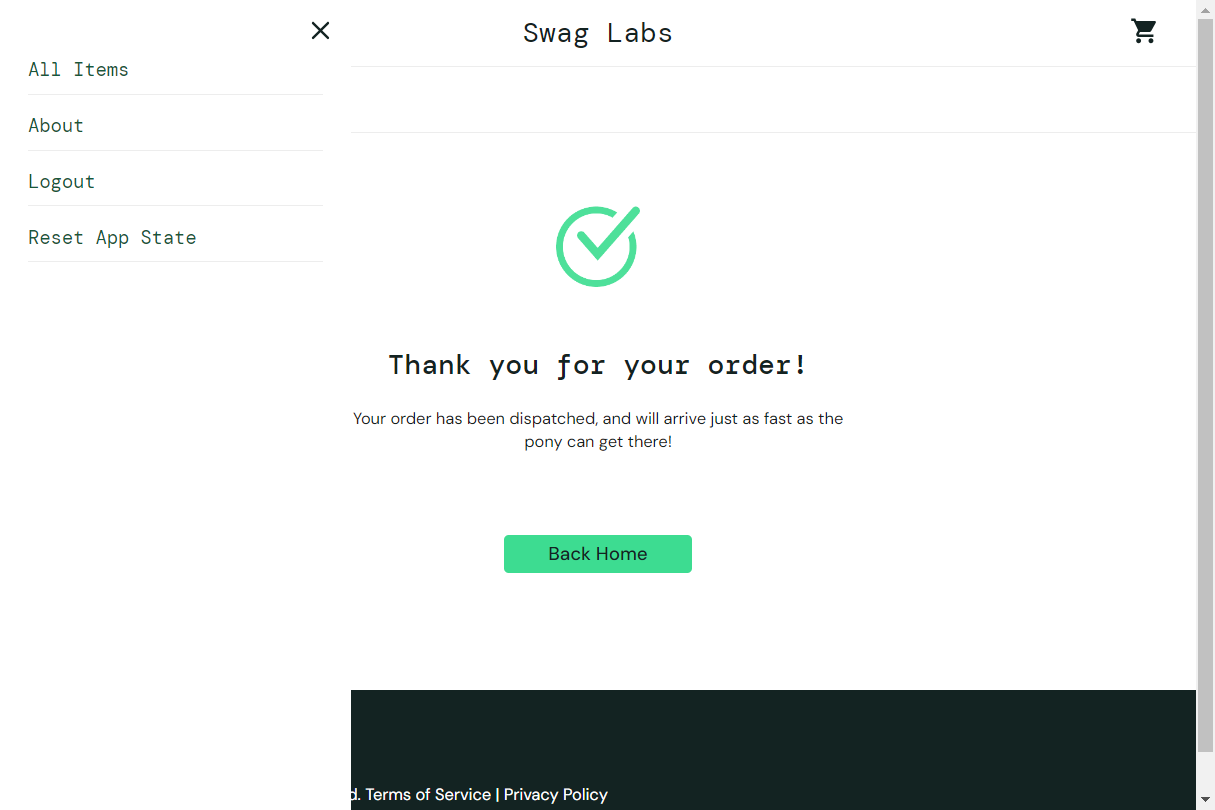 All Items
About
Logout
Reset App State
Swag Labs
Thank you for your order!
Your order has been dispatched, and will arrive just as fast as the
pony can get there!
Back Home
d. Terms of Service | Privacy Policy